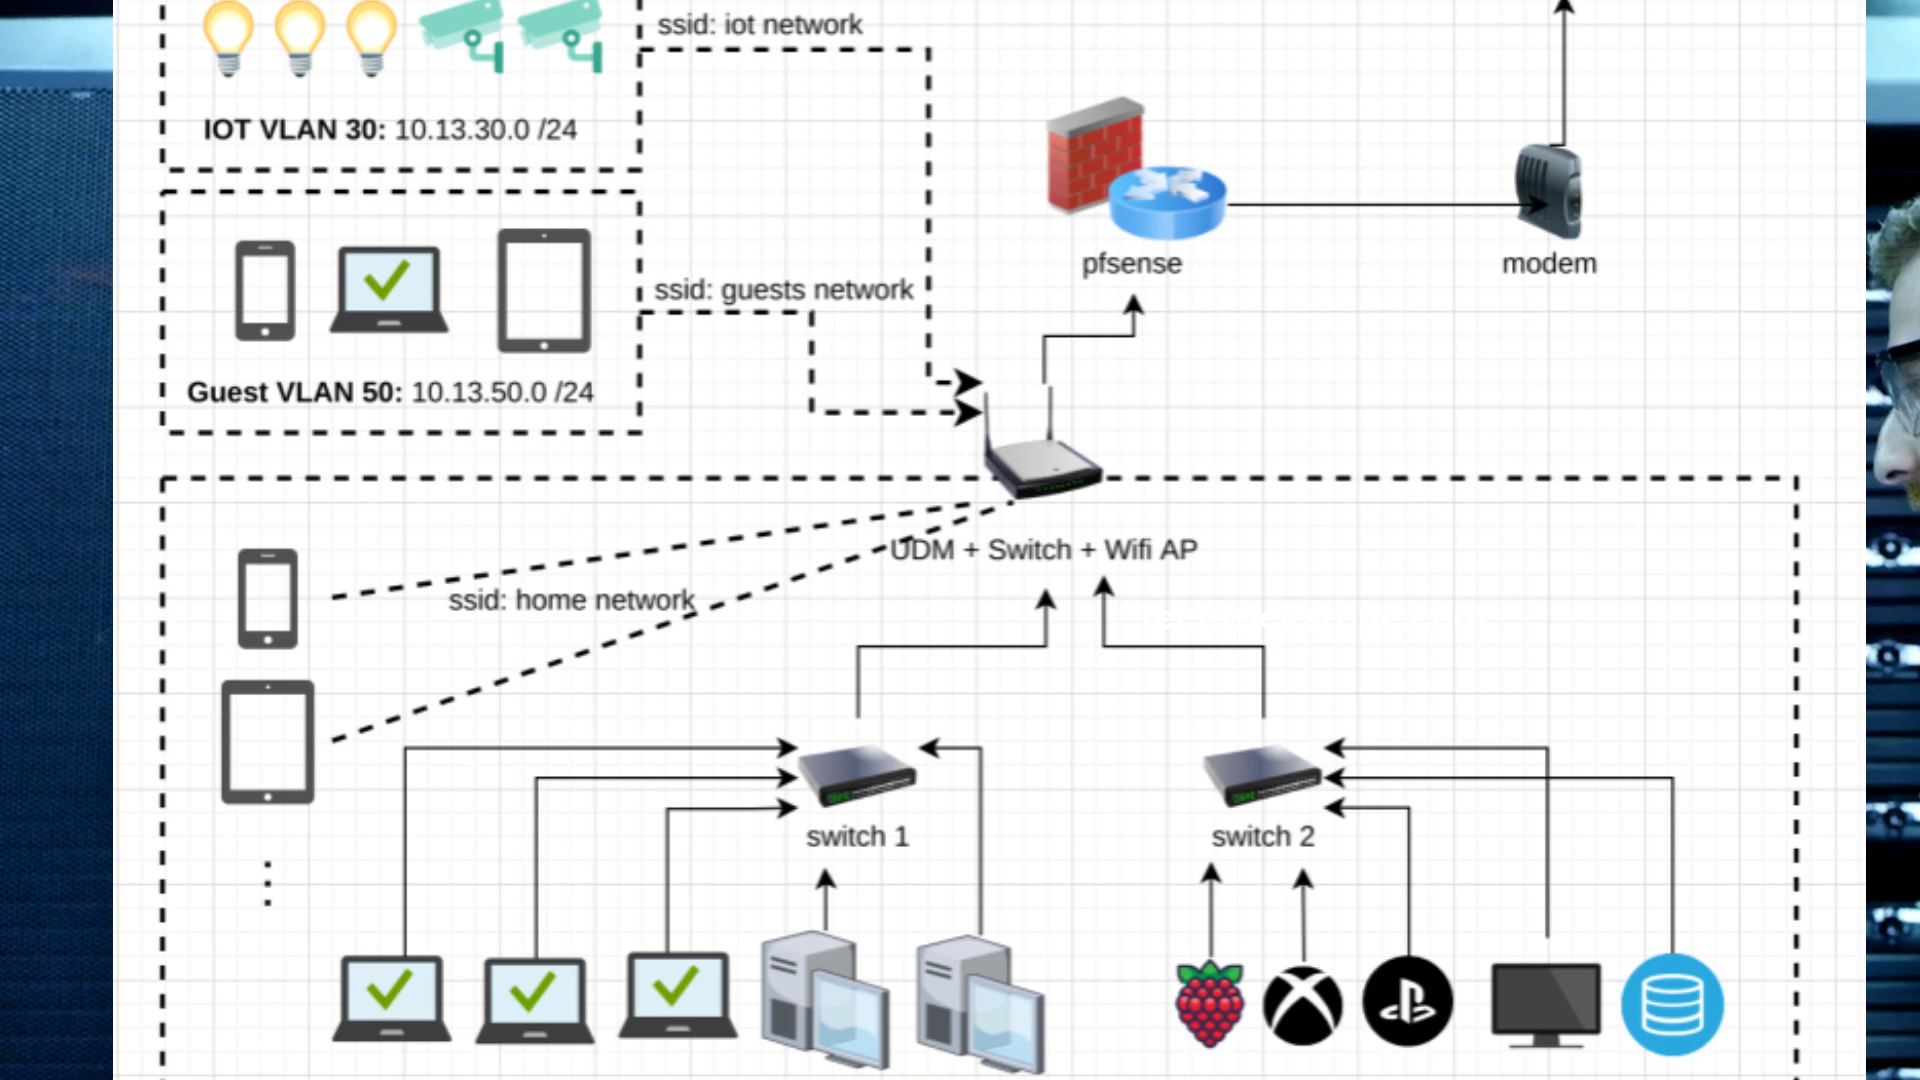 ssid: iot network
IOT VLAN 30: 10.13.30.0 /24
pfsense
modem
ssid: guests network
Guest VLAN 50: 10.13.50.0 /24
UDM + Switch + Wifi AP
ssid: home network
switch 1
switch 2